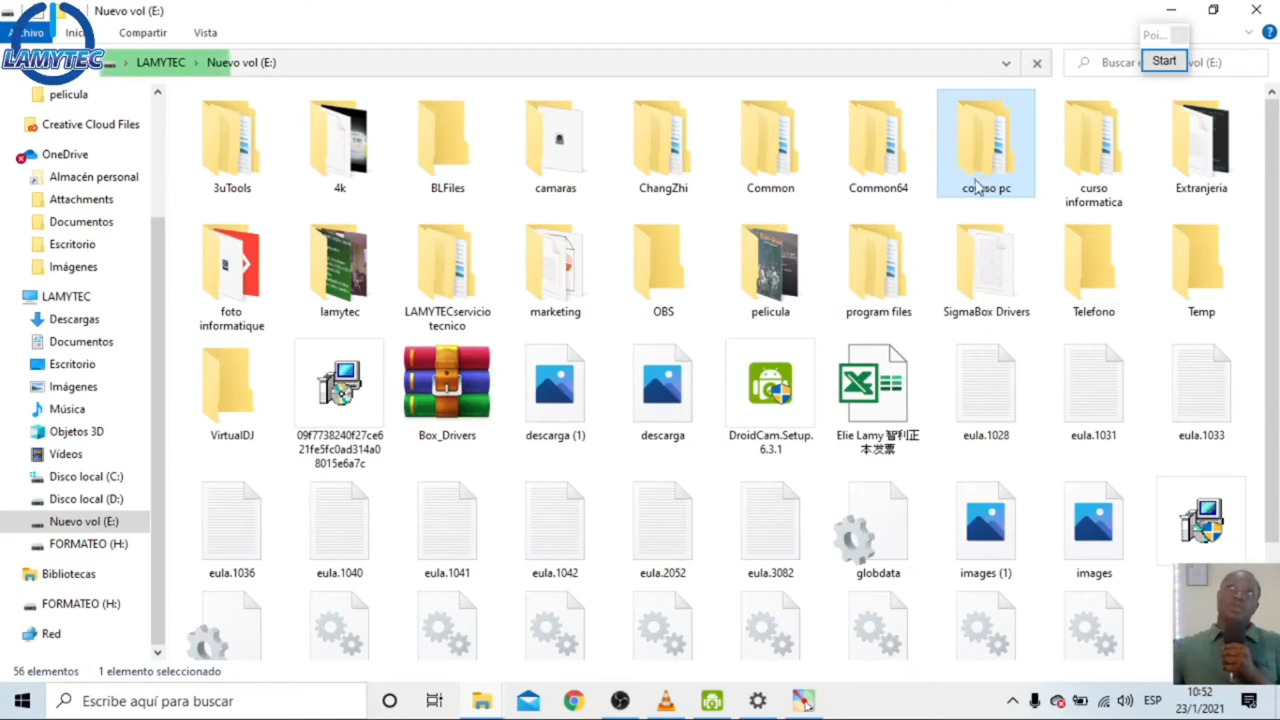 Nuevo vol (E:)
Archivo Inic Compartir Vista
LAMYTEC
LAMYTEC › Nuevo vol (E:)
Poi...
Start
Buscar vol (E:)
pelicula
Creative Cloud Files
OneDrive
Almacén personal
Attachments
Documentos
Escritorio
Imágenes
LAMYTEC
Descargas
Documentos
Escritorio
Imágenes
Música
Objetos 3D
Vídeos
Disco local (C:)
Disco local (D:)
Nuevo vol (E:)
FORMATEO (H:)
Bibliotecas
FORMATEO (H:)
Red
3uTools
4k
BLFiles
camaras
ChangZhi
Common
Common64
pc
curso
informatica
Extranjeria
foto
informatique
lamytec
LAMYTECservicio
tecnico
marketing
OBS
pelicula
program files
SigmaBox Drivers
Telefono
Temp
VirtualDJ
09f7738240f27ce6
21fe5fc0ad314a0
8015e6a7c
Box_Drivers
descarga (1)
descarga
DroidCam.Setup.
6.3.1
Elie Lamy 智利正
本发票
eula.1028
eula.1031
eula.1033
eula.1036
eula.1040
eula.1041
eula.1042
eula.2052
eula.3082
globdata
images (1)
images
56 elementos 1 elemento seleccionado
Escribe aquí para buscar
ESP
10:52
23/1/2021